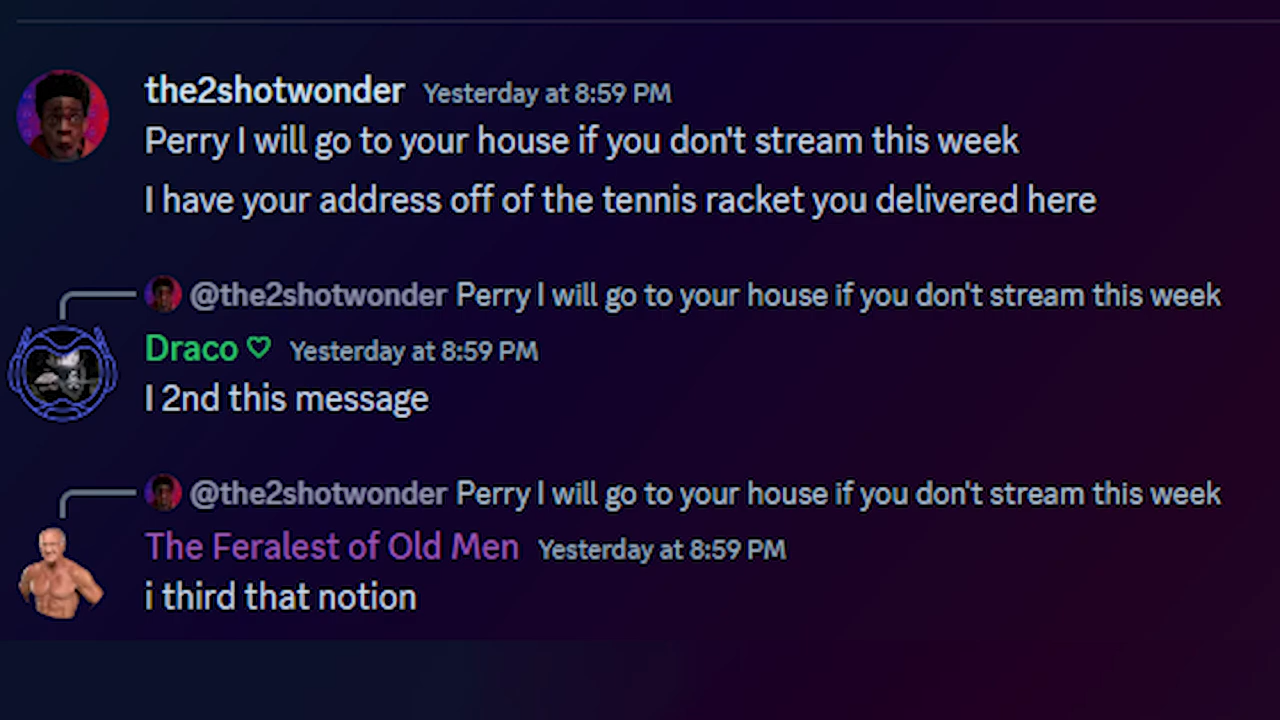 the2shotwonder Yesterday at 8:59 PM
Perry I will go to your house if you don't stream this week
I have your address off of the tennis racket you delivered here
@the2shotwonder Perry I will go to your house if you don't stream this week
Draco ♡ Yesterday at 8:59 PM
I 2nd this message
@the2shotwonder Perry I will go to your house if you don't stream this week
The Feralest of Old Men Yesterday at 8:59 PM
i third that notion